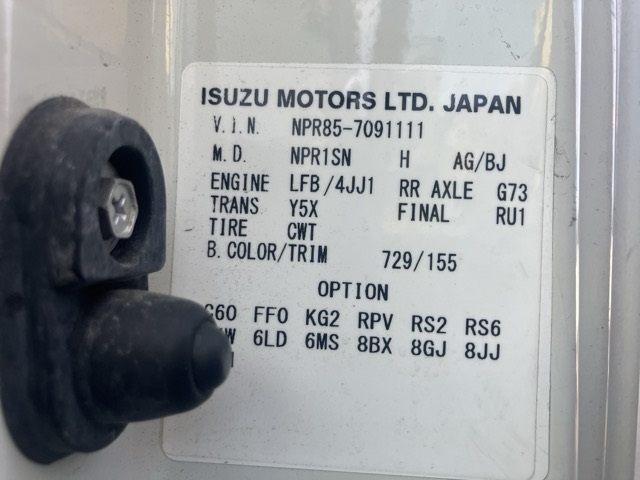 ISUZU MOTORS LTD. JAPAN
V.I.N. NPR85-7091111
M.D. NPR1SN H AG/BJ
ENGINE LFB/4JJ1 RR AXLE G73
TRANS Y5X FINAL RU1
TIRE CWT
B.COLOR/TRIM 729/155
OPTION
FF0 KG2 RPV RS2 RS6
6LD 6MS 8BX 8GJ 8JJ